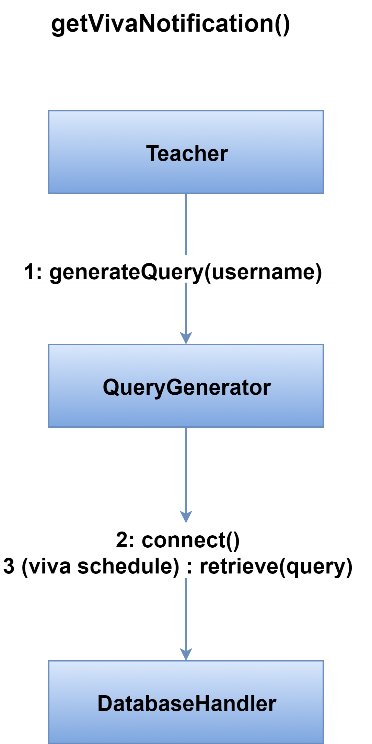 getVivaNotification()
Teacher
1: generateQuery(username)
QueryGenerator
2: connect()
3 (viva schedule) : retrieve(query)
DatabaseHandler